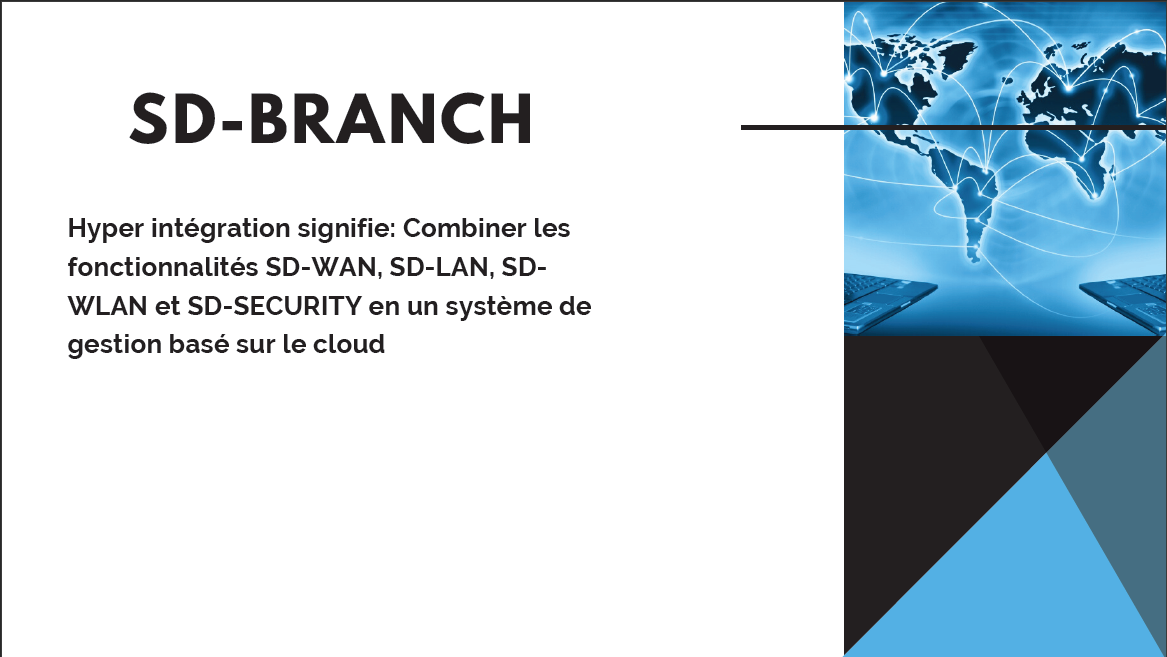 SD-BRANCH
Hyper intégration signifie: Combiner les
fonctionnalités SD-WAN, SD-LAN, SD-
WLAN et SD-SECURITY en un système de
gestion basé sur le cloud